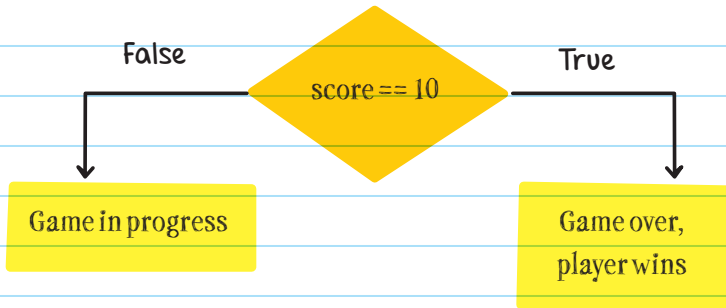 False
True
score == 10
Game in progress
Game over,
player wins